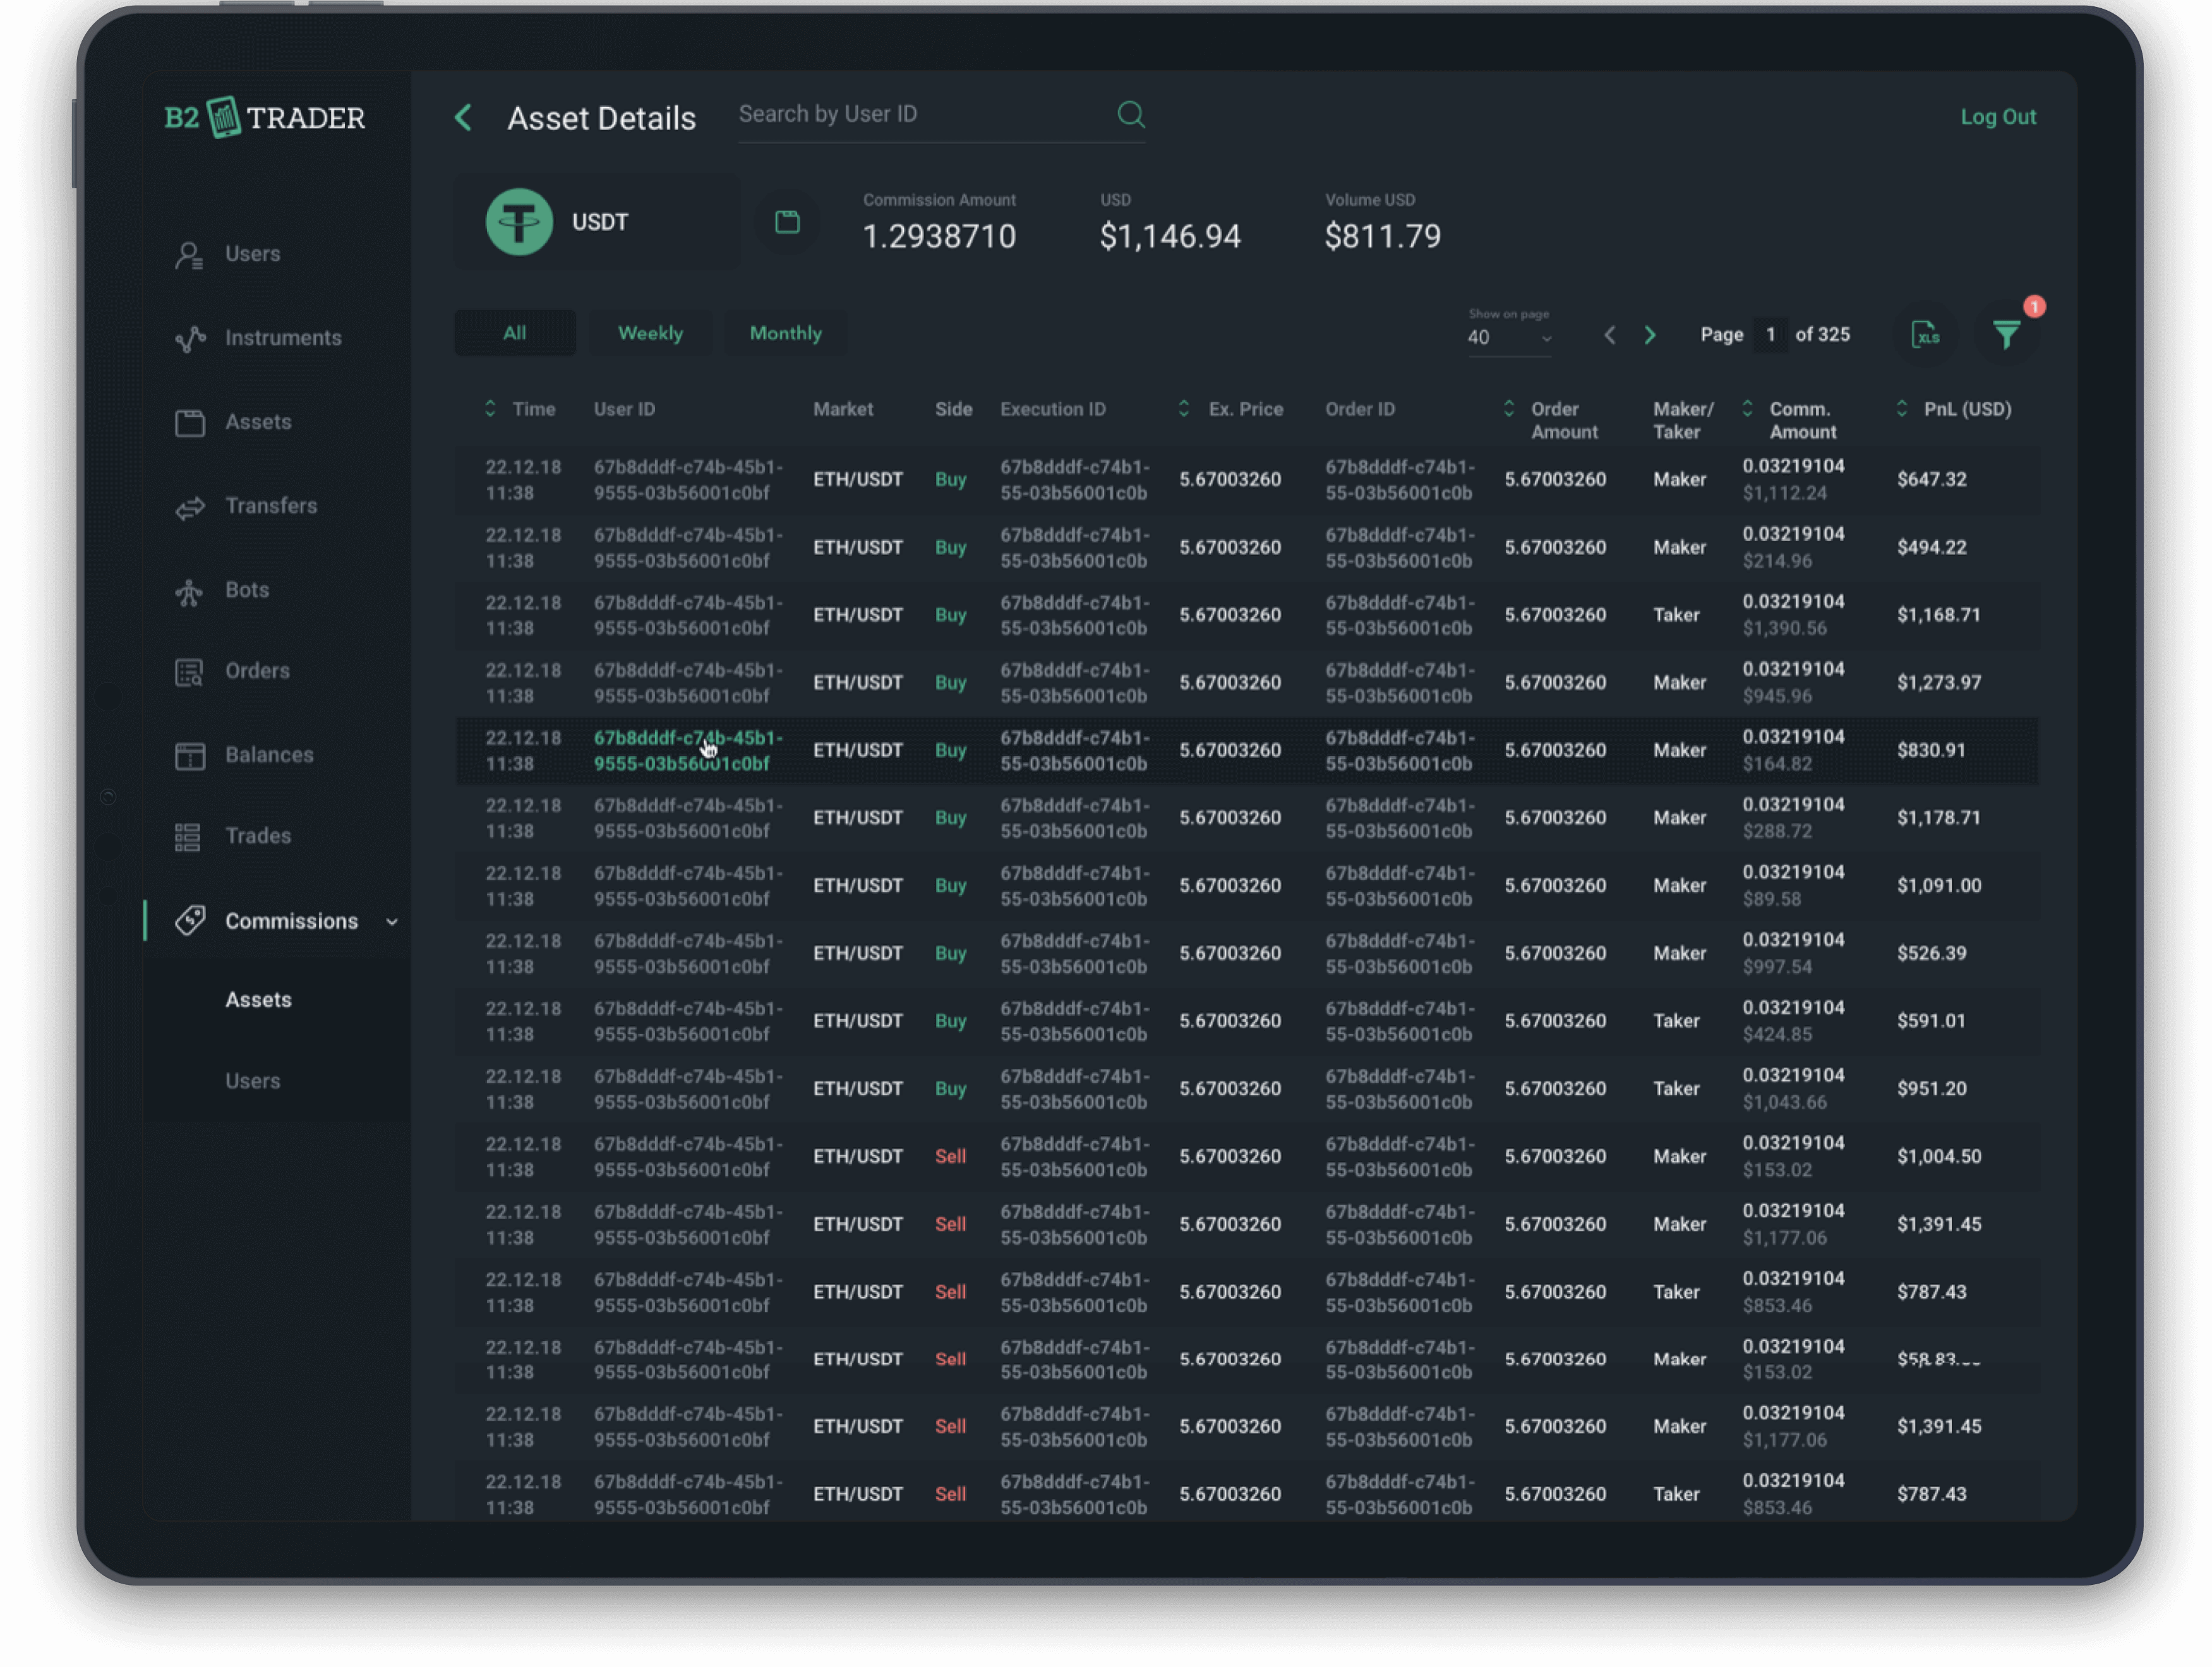 B2 TRADER
Asset Details
Search by User ID
Log Out
Users
Instruments
Assets
Transfers
Bots
Orders
Balances
Trades
Commissions
Assets
Users
USDT
Commission Amount
1.2938710
USD
$1,146.94
Volume USD
$811.79
All Weekly Monthly
Show on page
40
Page 1 of 325
XLS
1
Time User ID Market Side Execution ID Ex. Price Order ID Order Maker/ Comm. PnL (USD)
Amount Taker Amount
22.12.18 67b8dddf-c74b-45b1- ETH/USDT Buy 67b8dddf-c74b1- 5.67003260 67b8dddf-c74b1- 5.67003260 Maker 0.03219104 $647.32
11:38 9555-03b56001c0bf 55-03b56001c0b 55-03b56001c0b $1,112.24
22.12.18 67b8dddf-c74b-45b1- ETH/USDT Buy 67b8dddf-c74b1- 5.67003260 67b8dddf-c74b1- 5.67003260 Maker 0.03219104 $494.22
11:38 9555-03b56001c0bf 55-03b56001c0b 55-03b56001c0b $214.96
22.12.18 67b8dddf-c74b-45b1- ETH/USDT Buy 67b8dddf-c74b1- 5.67003260 67b8dddf-c74b1- 5.67003260 Taker 0.03219104 $1,168.71
11:38 9555-03b56001c0bf 55-03b56001c0b 55-03b56001c0b $1,390.56
22.12.18 67b8dddf-c74b-45b1- ETH/USDT Buy 67b8dddf-c74b1- 5.67003260 67b8dddf-c74b1- 5.67003260 Maker 0.03219104 $1,273.97
11:38 9555-03b56001c0bf 55-03b56001c0b 55-03b56001c0b $945.96
22.12.18 67b8dddf-c74b-45b1- ETH/USDT Buy 67b8dddf-c74b1- 5.67003260 67b8dddf-c74b1- 5.67003260 Maker 0.03219104 $830.91
11:38 9555-03b56001c0bf 55-03b56001c0b 55-03b56001c0b $164.82
22.12.18 67b8dddf-c74b-45b1- ETH/USDT Buy 67b8dddf-c74b1- 5.67003260 67b8dddf-c74b1- 5.67003260 Maker 0.03219104 $1,178.71
11:38 9555-03b56001c0bf 55-03b56001c0b 55-03b56001c0b $288.72
22.12.18 67b8dddf-c74b-45b1- ETH/USDT Buy 67b8dddf-c74b1- 5.67003260 67b8dddf-c74b1- 5.67003260 Maker 0.03219104 $1,091.00
11:38 9555-03b56001c0bf 55-03b56001c0b 55-03b56001c0b $89.58
22.12.18 67b8dddf-c74b-45b1- ETH/USDT Buy 67b8dddf-c74b1- 5.67003260 67b8dddf-c74b1- 5.67003260 Maker 0.03219104 $526.39
11:38 9555-03b56001c0bf 55-03b56001c0b 55-03b56001c0b $997.54
22.12.18 67b8dddf-c74b-45b1- ETH/USDT Buy 67b8dddf-c74b1- 5.67003260 67b8dddf-c74b1- 5.67003260 Taker 0.03219104 $591.01
11:38 9555-03b56001c0bf 55-03b56001c0b 55-03b56001c0b $424.85
22.12.18 67b8dddf-c74b-45b1- ETH/USDT Buy 67b8dddf-c74b1- 5.67003260 67b8dddf-c74b1- 5.67003260 Taker 0.03219104 $951.20
11:38 9555-03b56001c0bf 55-03b56001c0b 55-03b56001c0b $1,043.66
22.12.18 67b8dddf-c74b-45b1- ETH/USDT Sell 67b8dddf-c74b1- 5.67003260 67b8dddf-c74b1- 5.67003260 Maker 0.03219104 $1,004.50
11:38 9555-03b56001c0bf 55-03b56001c0b 55-03b56001c0b $153.02
22.12.18 67b8dddf-c74b-45b1- ETH/USDT Sell 67b8dddf-c74b1- 5.67003260 67b8dddf-c74b1- 5.67003260 Maker 0.03219104 $1,391.45
11:38 9555-03b56001c0bf 55-03b56001c0b 55-03b56001c0b $1,177.06
22.12.18 67b8dddf-c74b-45b1- ETH/USDT Sell 67b8dddf-c74b1- 5.67003260 67b8dddf-c74b1- 5.67003260 Taker 0.03219104 $787.43
11:38 9555-03b56001c0bf 55-03b56001c0b 55-03b56001c0b $853.46
22.12.18 67b8dddf-c74b-45b1- ETH/USDT Sell 67b8dddf-c74b1- 5.67003260 67b8dddf-c74b1- 5.67003260 Maker 0.03219104
11:38 9555-03b56001c0bf 55-03b56001c0b 55-03b56001c0b $153.02
22.12.18 67b8dddf-c74b-45b1- ETH/USDT Sell 67b8dddf-c74b1- 5.67003260 67b8dddf-c74b1- 5.67003260 Maker 0.03219104 $1,391.45
11:38 9555-03b56001c0bf 55-03b56001c0b 55-03b56001c0b $1,177.06
22.12.18 67b8dddf-c74b-45b1- ETH/USDT Sell 67b8dddf-c74b1- 5.67003260 67b8dddf-c74b1- 5.67003260 Taker 0.03219104 $787.43
11:38 9555-03b56001c0bf 55-03b56001c0b 55-03b56001c0b $853.46